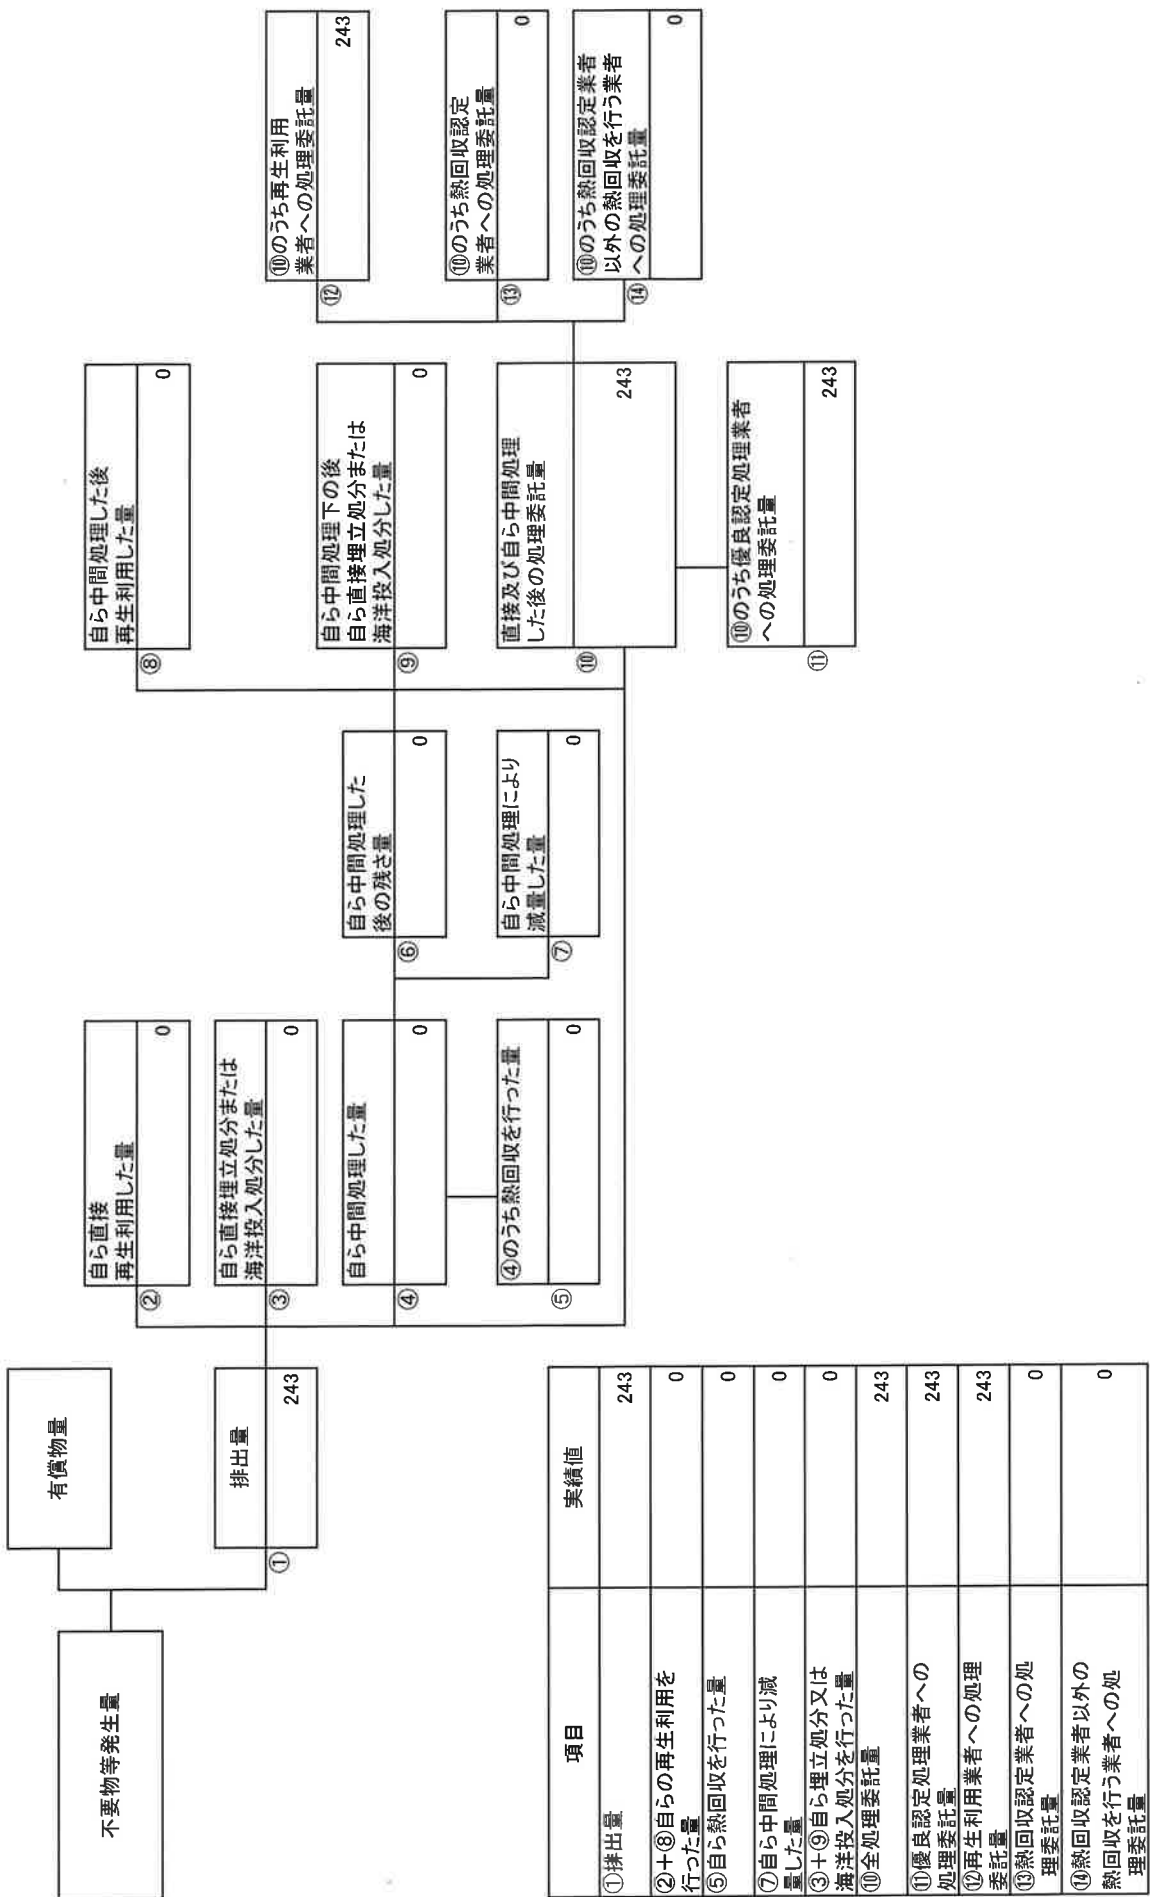 不要物等発生量
有償物量
排出量
①
243
自ら直接
再生利用した量
②
0
自ら直接埋立処分または
海洋投入処分した量
③
0
自ら中間処理した量
④
0
④のうち熱回収を行った量
⑤
0
自ら中間処理した
後の残さ量
⑥
0
自ら中間処理により
減量した量
⑦
0
自ら中間処理した後
再生利用した量
⑧
0
自ら中間処理下の後
自ら直接埋立処分または
海洋投入処分した量
⑨
0
直接及び自ら中間処理
した後の処理委託量
⑩
243
⑩のうち優良認定処理業者
への処理委託量
⑪
243
⑩のうち再生利用
業者への処理委託量
⑫
243
⑩のうち熱回収認定
業者への処理委託量
⑬
0
⑩のうち熱回収認定業者
以外の熱回収を行う業者
への処理委託量
⑭
0
項目 実績値
①排出量 243
②+⑧自らの再生利用を
行った量 0
⑤自ら熱回収を行った量 0
⑦自ら中間処理により減
量した量 0
③+⑨自ら埋立処分又は
海洋投入処分を行った量 0
⑩全処理委託量 243
⑪優良認定処理業者への
処理委託量 243
⑫再生利用業者への処理
委託量 243
⑬熱回収認定業者への処
理委託量 0
⑭熱回収認定業者以外の
熱回収を行う業者への処
理委託量 0